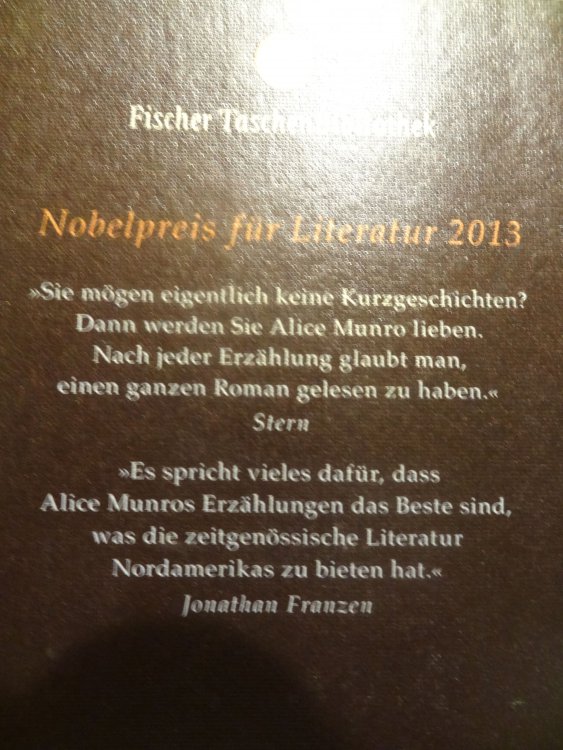 Fischer Taschenbibliothek
Nobelpreis für Literatur 2013
»Sie mögen eigentlich keine Kurzgeschichten?
Dann werden Sie Alice Munro lieben.
Nach jeder Erzählung glaubt man,
einen ganzen Roman gelesen zu haben.«
Stern
»Es spricht vieles dafür, dass
Alice Munros Erzählungen das Beste sind,
was die zeitgenössische Literatur
Nordamerikas zu bieten hat.«
Jonathan Franzen